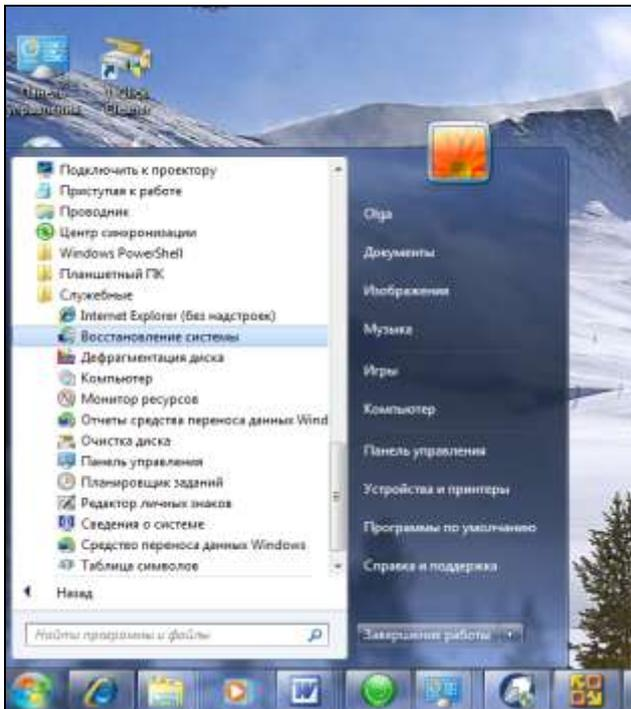 Подключить к проектору
Приступая к работе
Проводник
Центр синхронизации
Windows PowerShell
Планшетный ПК
Служебные
Internet Explorer (без надстроек)
Восстановление системы
Дефрагментация диска
Компьютер
Монитор ресурсов
Отчеты средства переноса данных Wind
Очистка диска
Панель управления
Планировщик заданий
Редактор личных знаков
Сведения о системе
Средство переноса данных Windows
Таблица символов
Назад
Найти программы и файлы
Olga
Документы
Изображения
Музыка
Игры
Компьютер
Панель управления
Устройства и принтеры
Программы по умолчанию
Справка и поддержка
Завершение работы